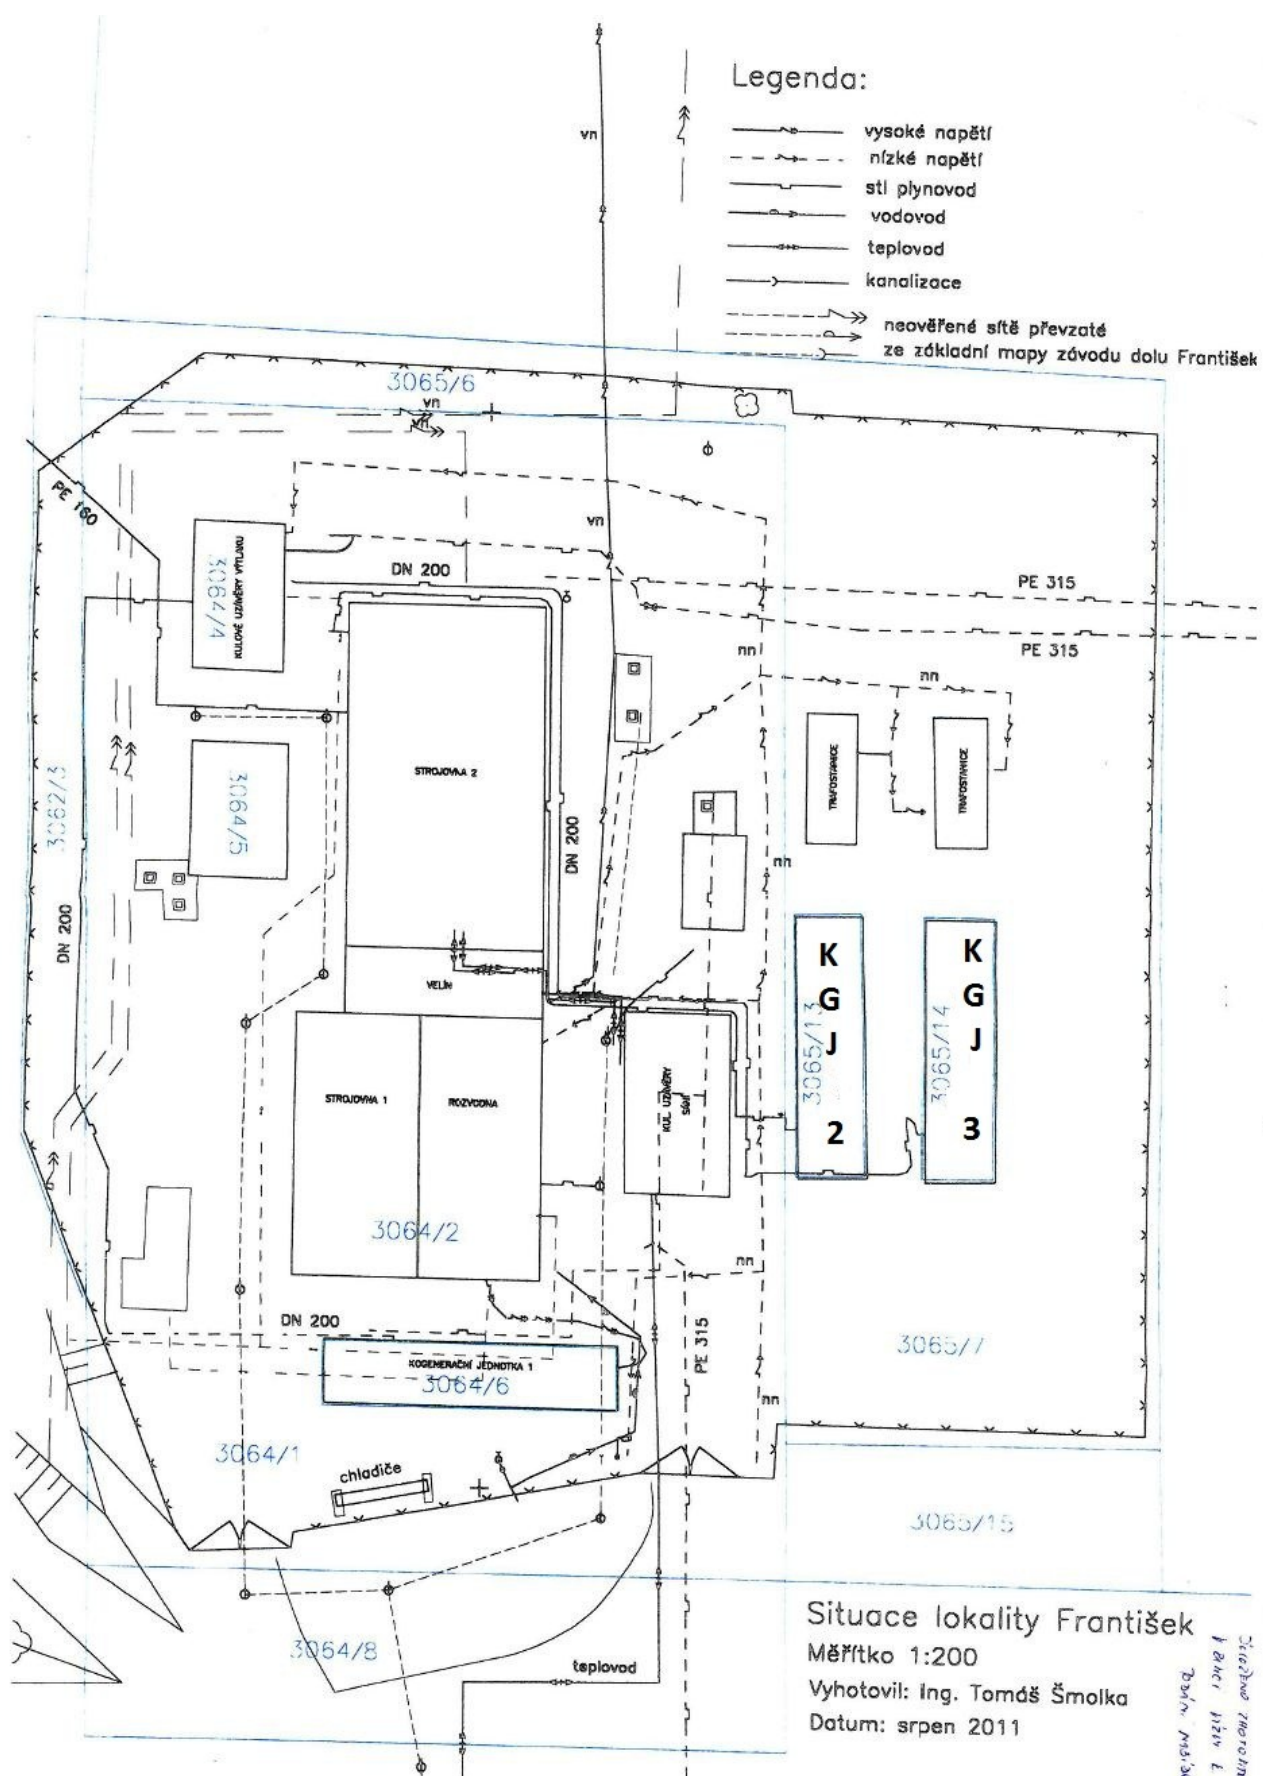 Legenda:
vn
vysoké napětí
nízké napětí
stl plynovod
vodovod
teplovod
kanalizace
neověřené sítě převzaté
ze základní mapy závodu dolu František
3065/6
vn
vn
PE 160
vn
KULOVÉ UZÁVĚRY VÝTLAKU
3064/4
DN 200
PE 315
PE 315
nn
nn
STROJOVNA 2
TRAFOSTANICE
TRAFOSTANICE
3062/3
3064/5
DN 200
nn
DN 200
VELÍN
K
G
J
2
3065/13
K
G
J
3
3065/14
STROJOVNA 1
ROZVODNA
KUL. UZÁVĚRY
SÁNÍ
3064/2
nn
DN 200
PE 315
3065/7
KOGENERAČNÍ JEDNOTKA 1
3064/6
nn
3064/1
chladiče
3065/15
3064/8
teplovod
Situace lokality František
Měřítko 1:200
Vyhotovil: Ing. Tomáš Šmolka
Datum: srpen 2011